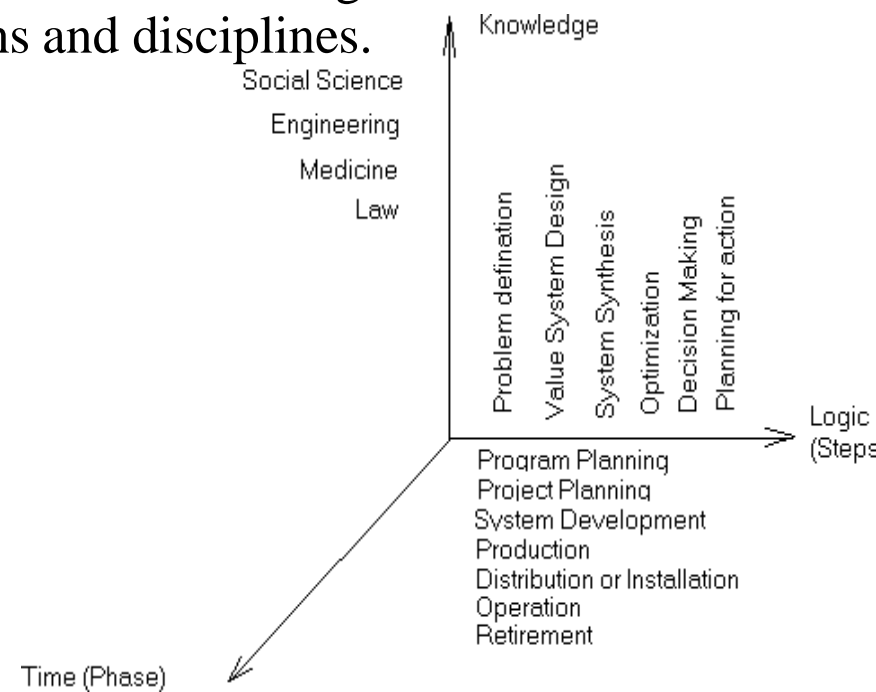 ns and disciplines.
Knowledge
Social Science
Engineering
Medicine
Law
Problem defination
Value System Design
System Synthesis
Optimization
Decision Making
Planning for action
Logic
(Steps
Program Planning
Project Planning
System Development
Production
Distribution or Installation
Operation
Retirement
Time (Phase)